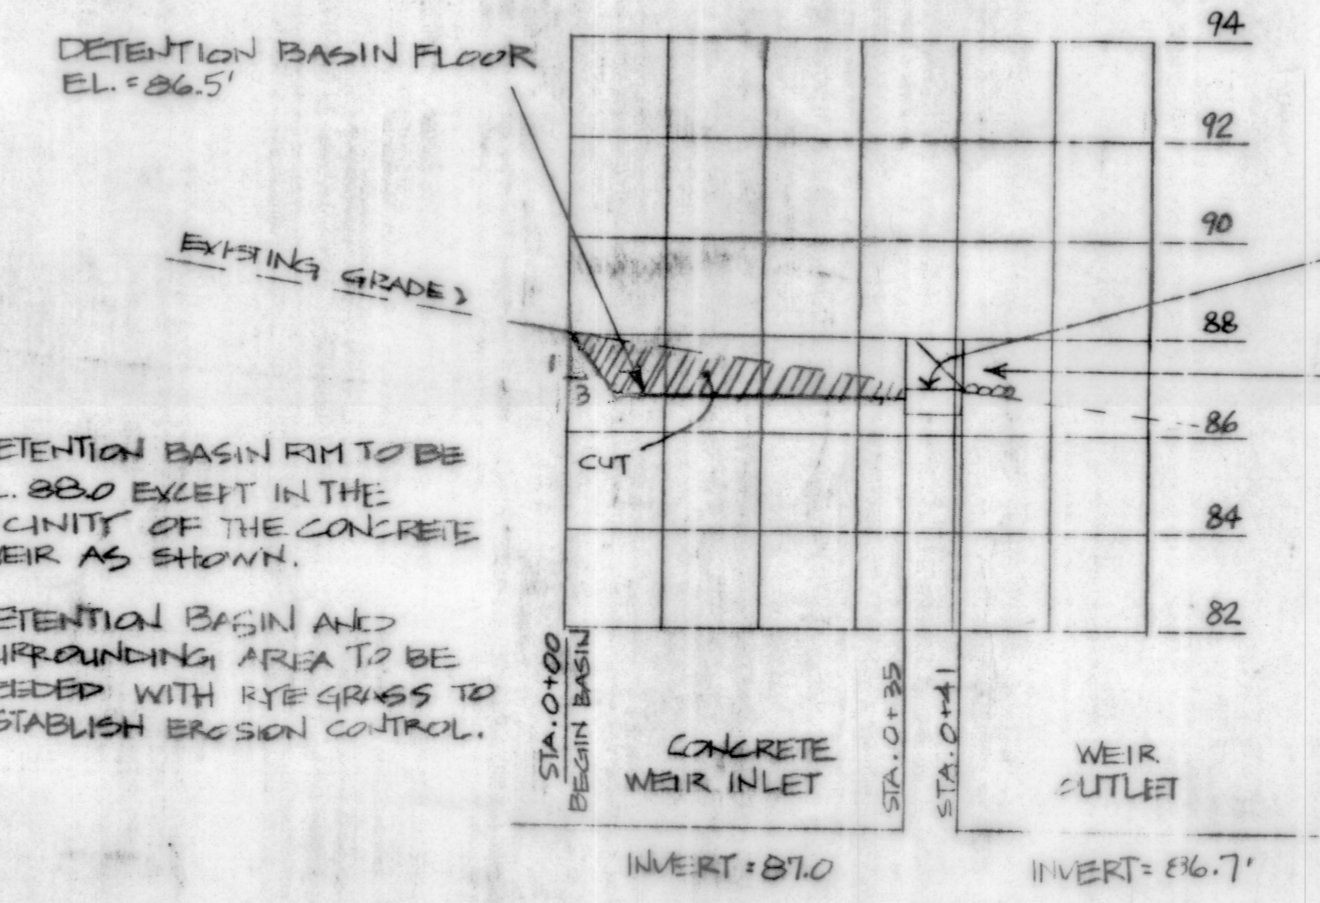 DETENTION BASIN FLOOR
EL. = 86.5'
EXISTING GRADE
94
92
90
88
86
84
82
1
3
CUT
ETENTION BASIN RIM TO BE
L. 88.0 EXCEPT IN THE
CINITY OF THE CONCRETE
EIR AS SHOWN.
ETENTION BASIN AND
URROUNDING AREA TO BE
EEDED WITH RYE GRASS TO
STABLISH EROSION CONTROL.
STA. 0+00
BEGIN BASIN
CONCRETE
WEIR INLET
STA. 0+35
STA. 0+41
WEIR
OUTLET
INVERT = 87.0
INVERT = 86.7'